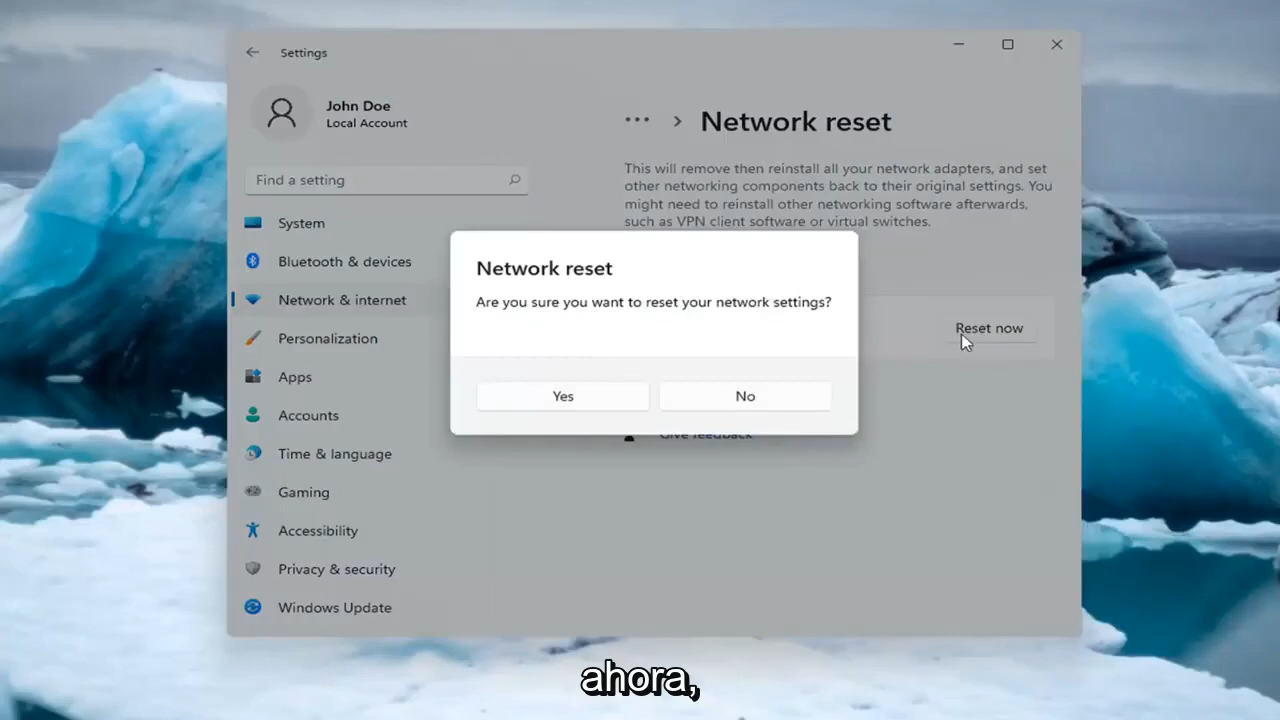 Settings
John Doe
Local Account
Find a setting
System
Bluetooth & devices
Network & internet
Personalization
Apps
Accounts
Time & language
Gaming
Accessibility
Privacy & security
Windows Update
••• > Network reset
This will remove then reinstall all your network adapters, and set
other networking components back to their original settings. You
might need to reinstall other networking software afterwards,
such as VPN client software or virtual switches.
Reset now
Give feedback
Network reset
Are you sure you want to reset your network settings?
Yes
No
ahora,